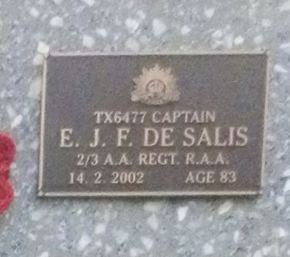 TX6477 CAPTAIN
E. J. F. DE SALIS
2/3 A.A. REGT. R.A.A.
14. 2. 2002 AGE 83